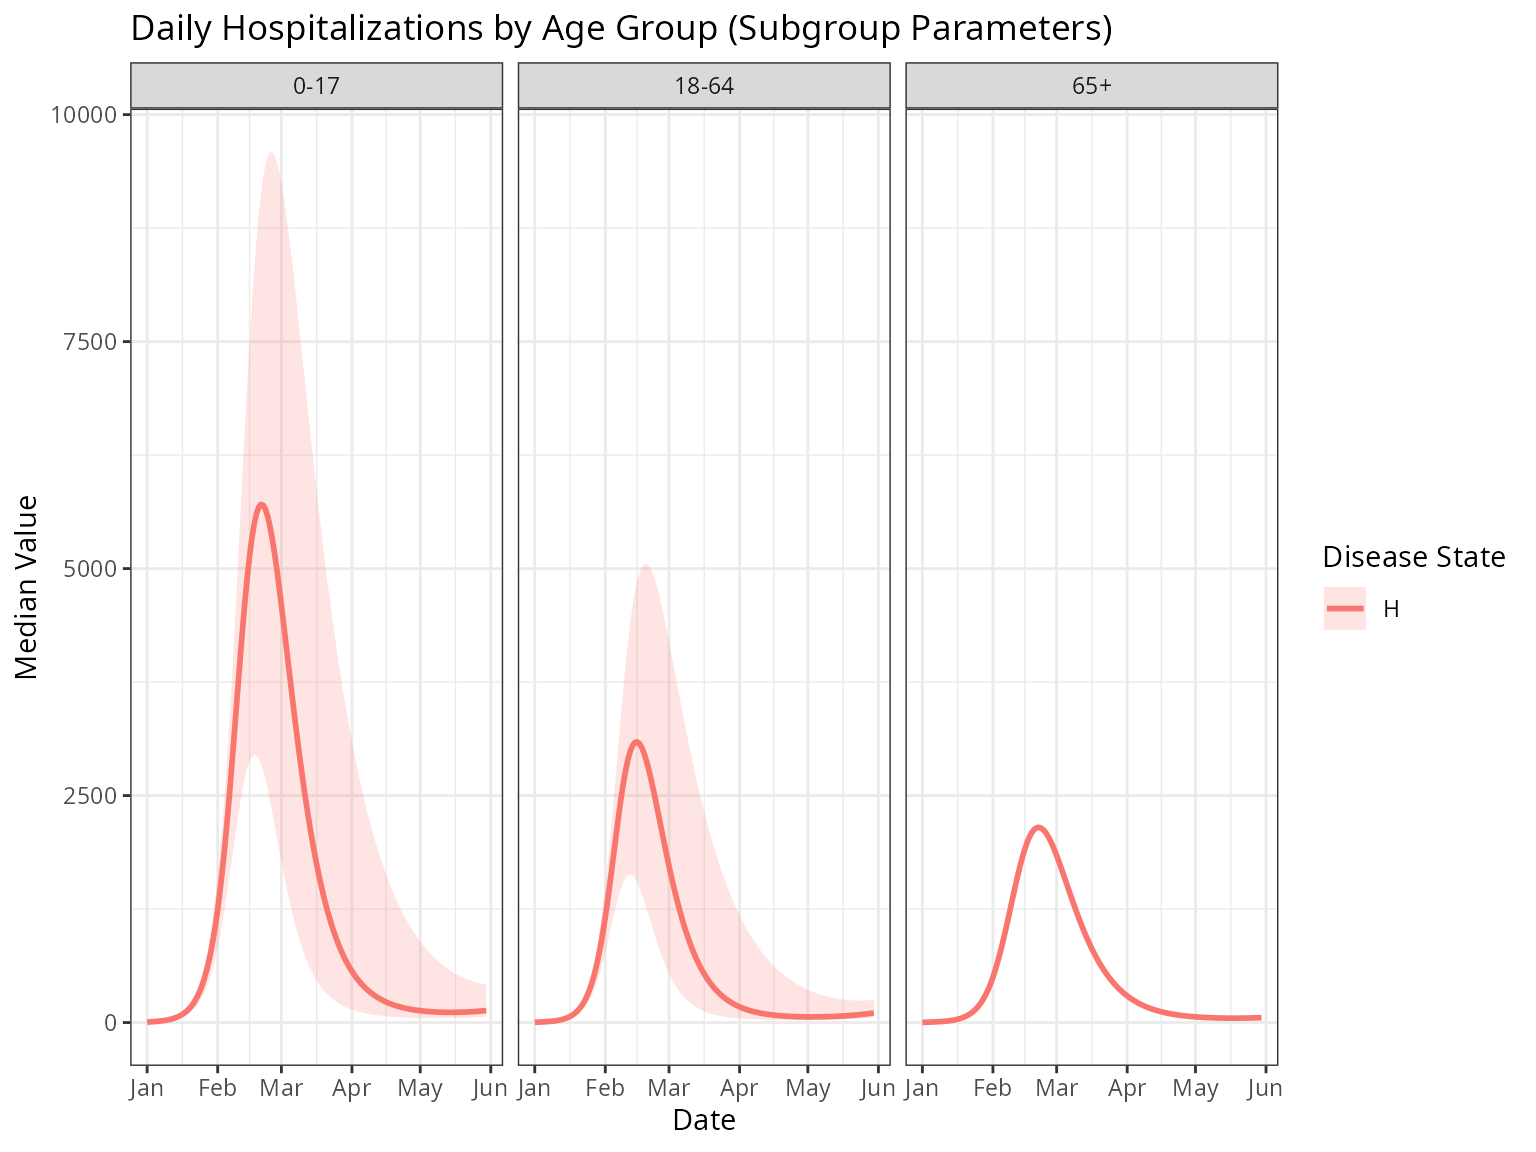 Daily Hospitalizations by Age Group (Subgroup Parameters)
0-17
18-64
65+
10000
7500
5000
2500
0
Median Value
Jan Feb Mar Apr May Jun
Jan Feb Mar Apr May Jun
Jan Feb Mar Apr May Jun
Date
Disease State
H